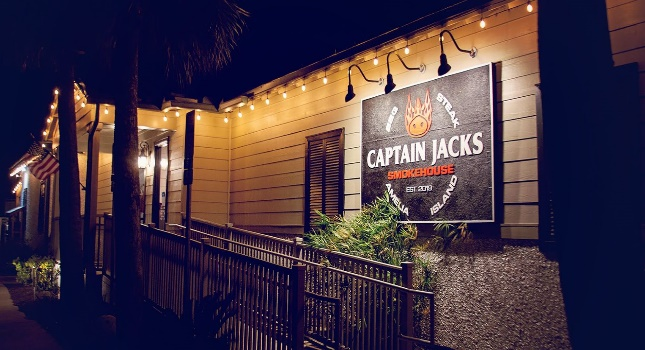 BBQ STEAK
CAPTAIN JACKS
SMOKEHOUSE
EST 2019
AMELIA ISLAND